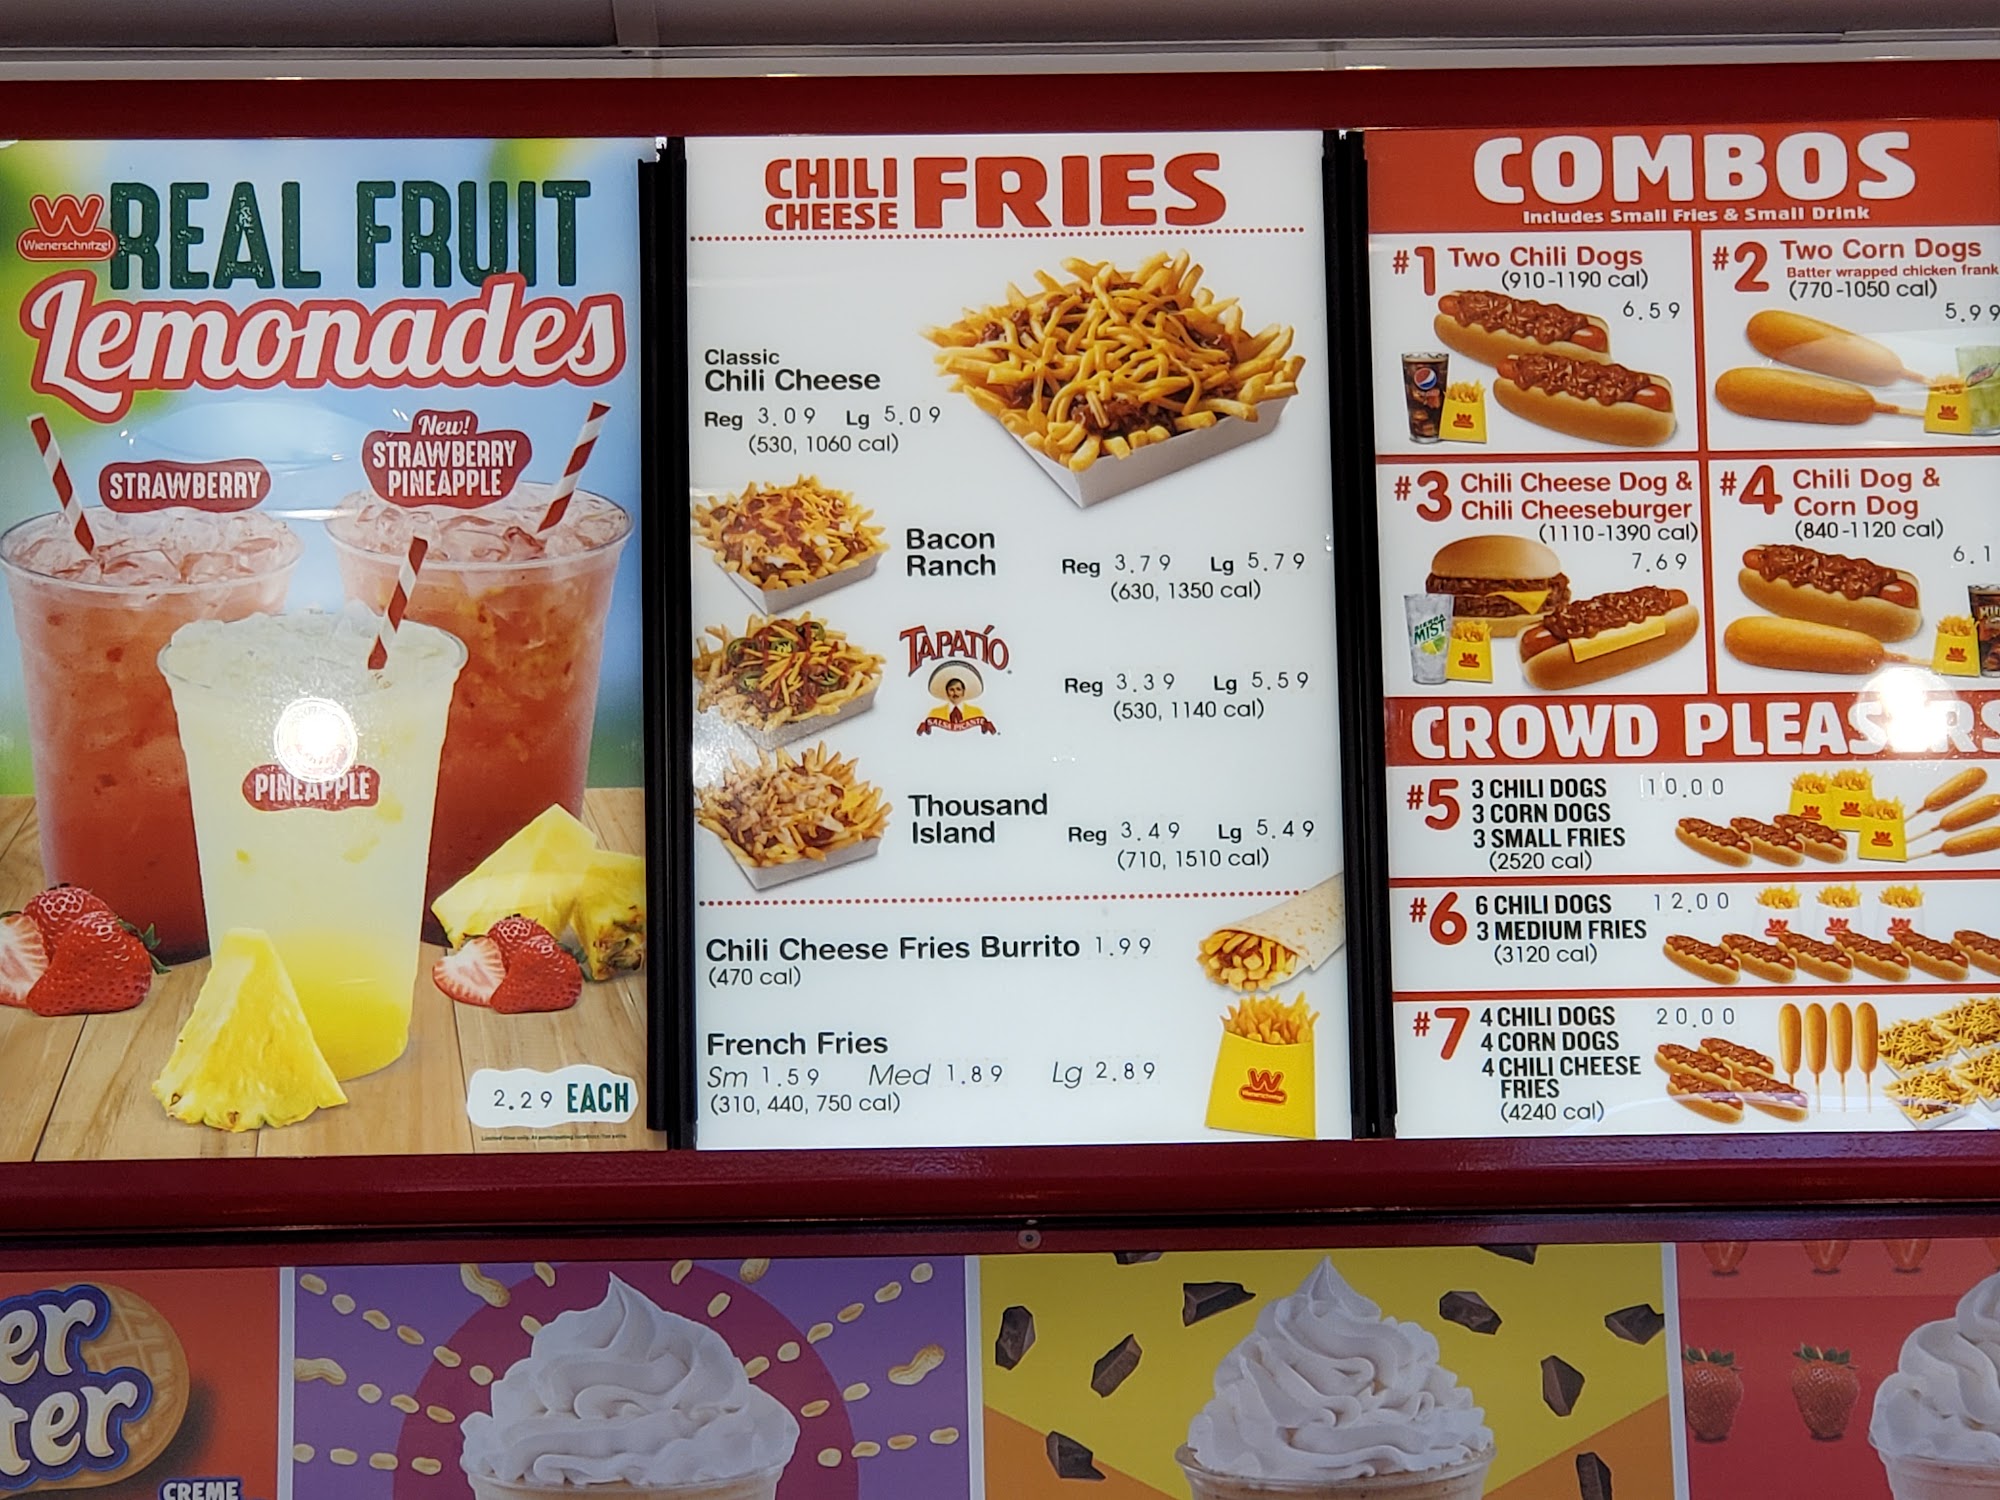 Wienerschnitzel
REAL FRUIT
Lemonades
STRAWBERRY
New!
STRAWBERRY
PINEAPPLE
PINEAPPLE
2.29 EACH
CHILI
CHEESE
FRIES
Classic
Chili Cheese
Reg 3.09 Lg 5.09
(530, 1060 cal)
Bacon
Ranch
Reg 3.79 Lg 5.79
(630, 1350 cal)
TAPATÍO
SALSA PICANTE
Reg 3.39 Lg 5.59
(530, 1140 cal)
Thousand
Island
Reg 3.49 Lg 5.49
(710, 1510 cal)
Chili Cheese Fries Burrito 1.99
(470 cal)
French Fries
Sm 1.59 Med 1.89 Lg 2.89
(310, 440, 750 cal)
COMBOS
Includes Small Fries & Small Drink
#1 Two Chili Dogs
(910-1190 cal)
6.59
#2 Two Corn Dogs
Batter wrapped chicken frank
(770-1050 cal)
5.99
#3 Chili Cheese Dog &
Chili Cheeseburger
(1110-1390 cal)
7.69
SIERRA
MIST
#4 Chili Dog &
Corn Dog
(840-1120 cal)
6.1
CROWD PLEASERS
#5 3 CHILI DOGS 10.00
3 CORN DOGS
3 SMALL FRIES
(2520 cal)
#6 6 CHILI DOGS 12.00
3 MEDIUM FRIES
(3120 cal)
#7 4 CHILI DOGS 20.00
4 CORN DOGS
4 CHILI CHEESE
FRIES
(4240 cal)
er
ter
CREME